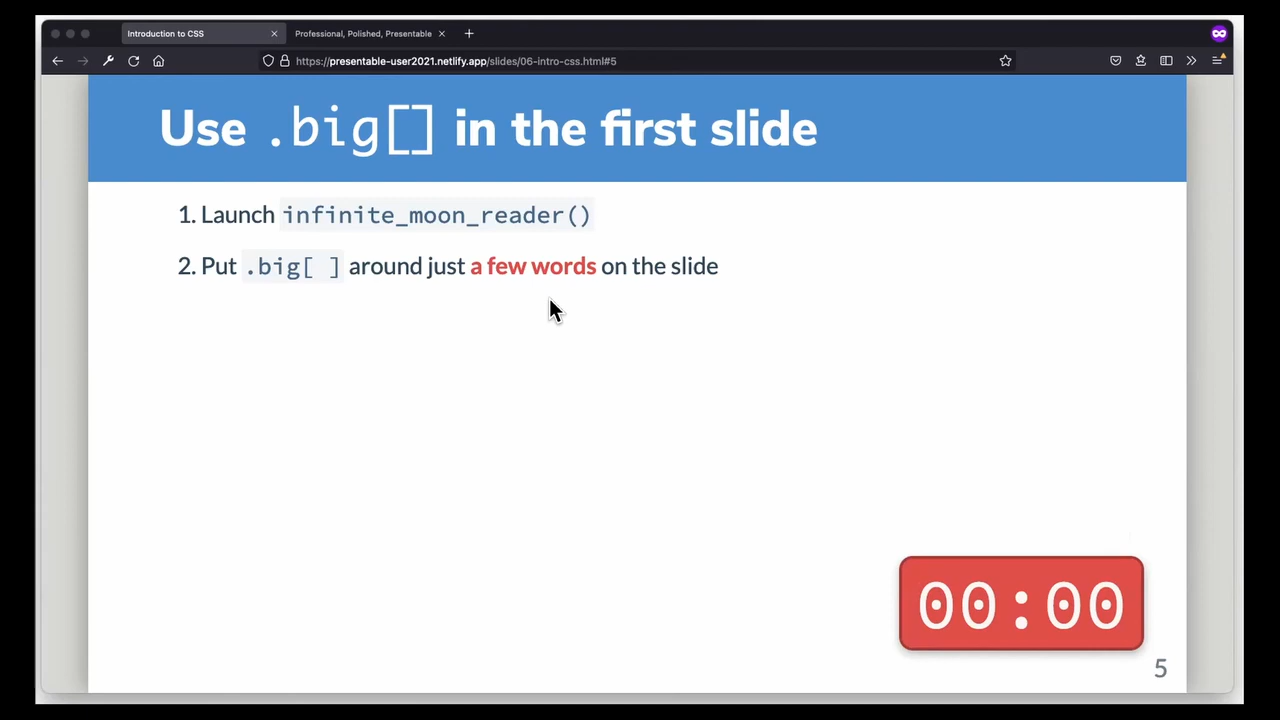 Introduction to CSS
Professional, Polished, Presentable
https://presentable-user2021.netlify.app/slides/06-intro-css.html#5
Use .big[] in the first slide
1. Launch infinite_moon_reader()
2. Put .big[ ] around just a few words on the slide
00:00
5